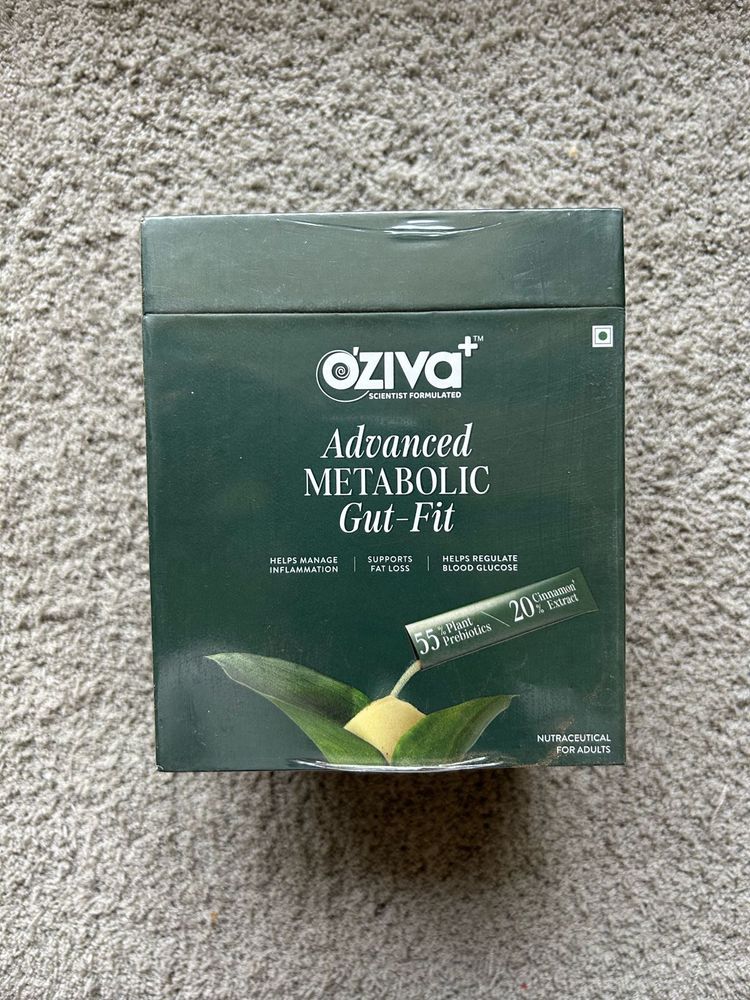 OZiva+™
SCIENTIST FORMULATED
Advanced
METABOLIC
Gut-Fit
HELPS MANAGE
INFLAMMATION
SUPPORTS
FAT LOSS
HELPS REGULATE
BLOOD GLUCOSE
55% Plant
Prebiotics
20% Cinnamon'
Extract
NUTRACEUTICAL
FOR ADULTS